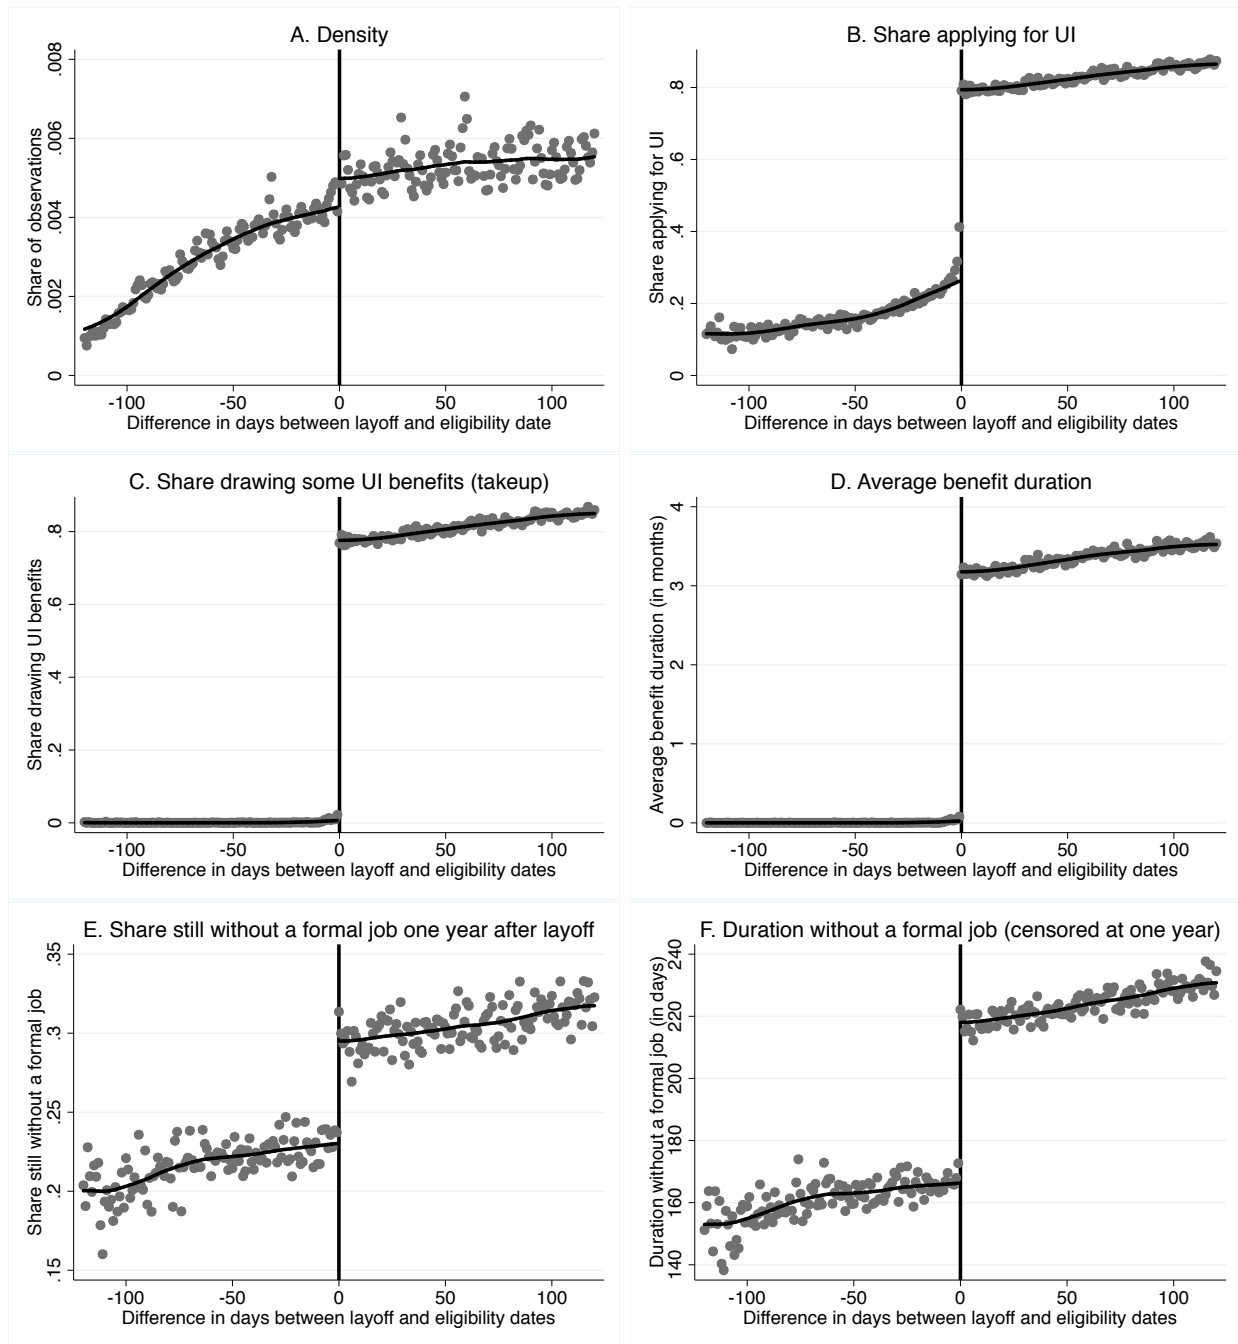 A. Density
Share of observations
.008
.006
.004
.002
0
-100 -50 0 50 100
Difference in days between layoff and eligibility date
B. Share applying for UI
Share applying for UI
.8
.6
.4
.2
0
-100 -50 0 50 100
Difference in days between layoff and eligibility dates
C. Share drawing some UI benefits (takeup)
Share drawing UI benefits
.8
.6
.4
.2
0
-100 -50 0 50 100
Difference in days between layoff and eligibility dates
D. Average benefit duration
Average benefit duration (in months)
4
3
2
1
0
-100 -50 0 50 100
Difference in days between layoff and eligibility dates
E. Share still without a formal job one year after layoff
Share still without a formal job
.35
.3
.25
.2
.15
-100 -50 0 50 100
Difference in days between layoff and eligibility dates
F. Duration without a formal job (censored at one year)
Duration without a formal job (in days)
240
220
200
180
160
140
-100 -50 0 50 100
Difference in days between layoff and eligibility dates